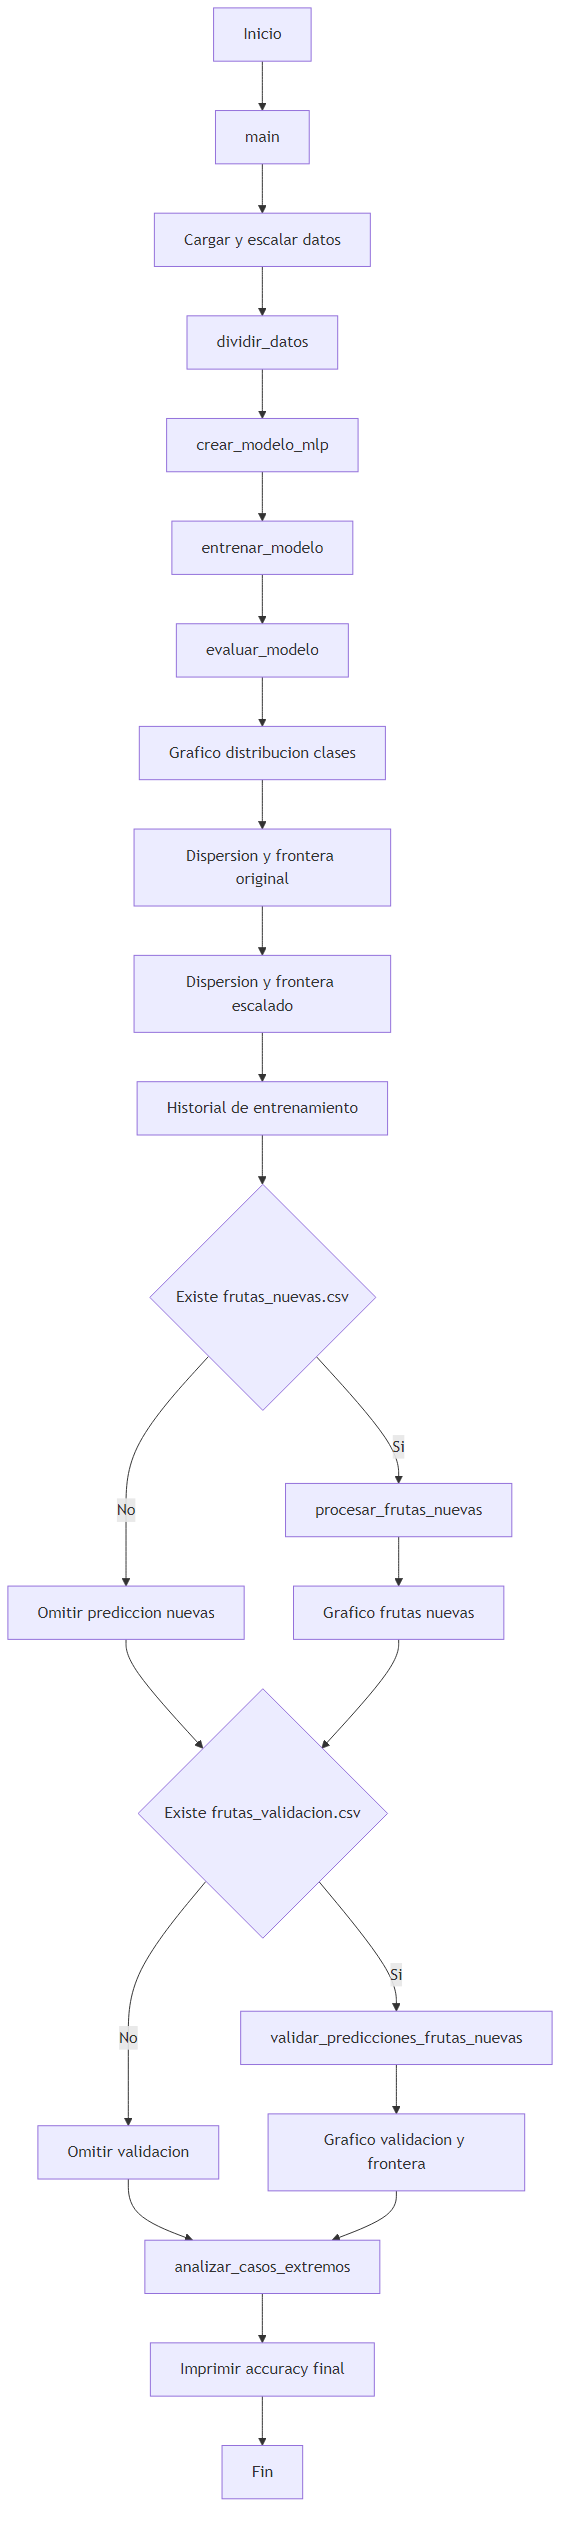 Inicio
main
Cargar y escalar datos
dividir_datos
crear_modelo_mlp
entrenar_modelo
evaluar_modelo
Grafico distribucion clases
Dispersion y frontera
original
Dispersion y frontera
escalado
Historial de entrenamiento
Existe frutas_nuevas.csv
Si
No
procesar_frutas_nuevas
Omitir prediccion nuevas
Grafico frutas nuevas
Existe frutas_validacion.csv
Si
No
validar_predicciones_frutas_nuevas
Omitir validacion
Grafico validacion y
frontera
analizar_casos_extremos
Imprimir accuracy final
Fin